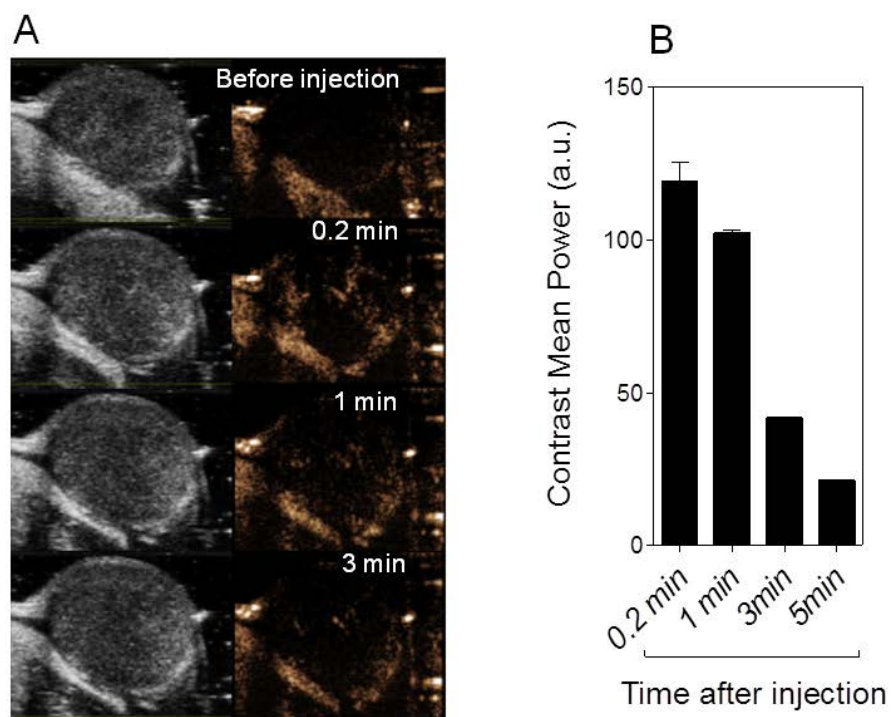 A
Before injection
0.2 min
1 min
3 min
B
Contrast Mean Power (a.u.)
150
100
50
0
0.2 min
1 min
3min
5min
Time after injection